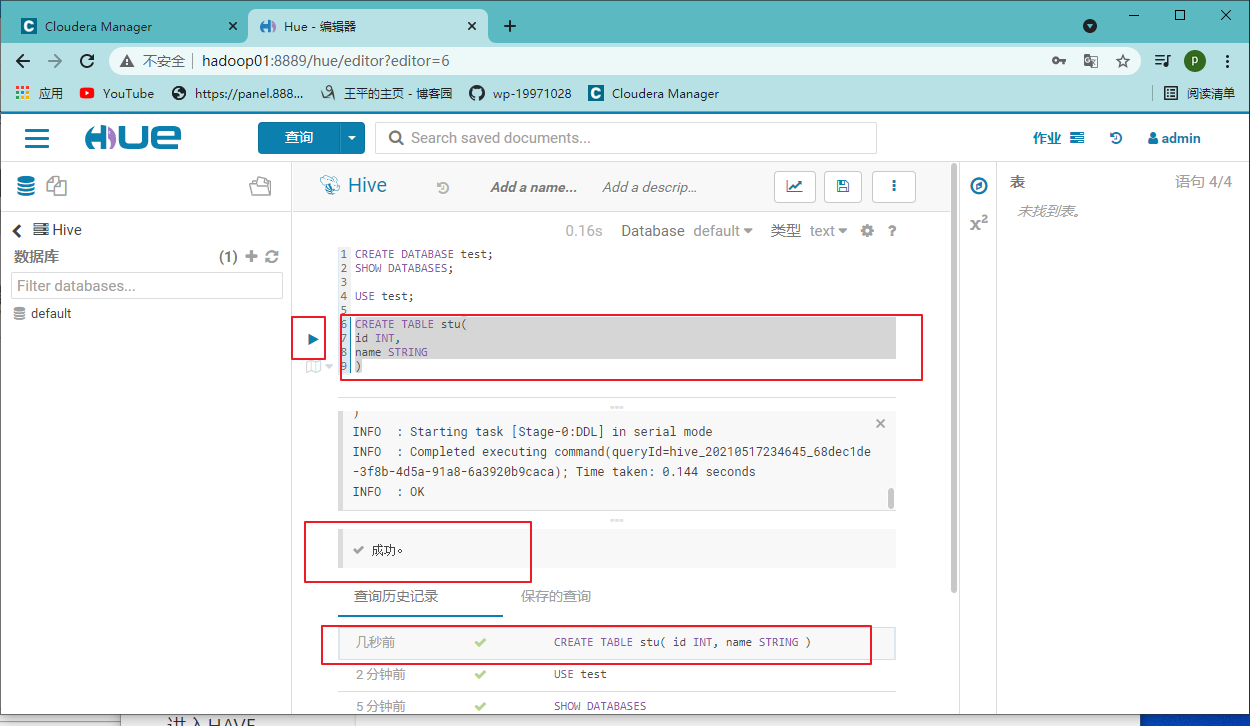 Cloudera Manager
Hue - 编辑器
不安全 hadoop01:8889/hue/editor?editor=6
P
应用 YouTube https://panel.888... 王平的主页 - 博客园 wp-19971028 Cloudera Manager 阅读清单
HUE 查询 Search saved documents... 作业 admin
Hive Add a name... Add a descrip...
表 语句 4/4
未找到表。
x²
Hive
数据库 (1)
Filter databases...
default
0.16s Database default 类型 text ?
1 CREATE DATABASE test;
2 SHOW DATABASES;
3
4 USE test;
5
6 CREATE TABLE stu(
7 id INT,
8 name STRING
9 )
)
INFO : Starting task [Stage-0:DDL] in serial mode
INFO : Completed executing command(queryId=hive_20210517234645_68dec1de
-3f8b-4d5a-91a8-6a3920b9caca); Time taken: 0.144 seconds
INFO : OK
成功。
查询历史记录 保存的查询
几秒前 CREATE TABLE stu( id INT, name STRING )
2 分钟前 USE test
5 分钟前 SHOW DATABASES
进入HAVE